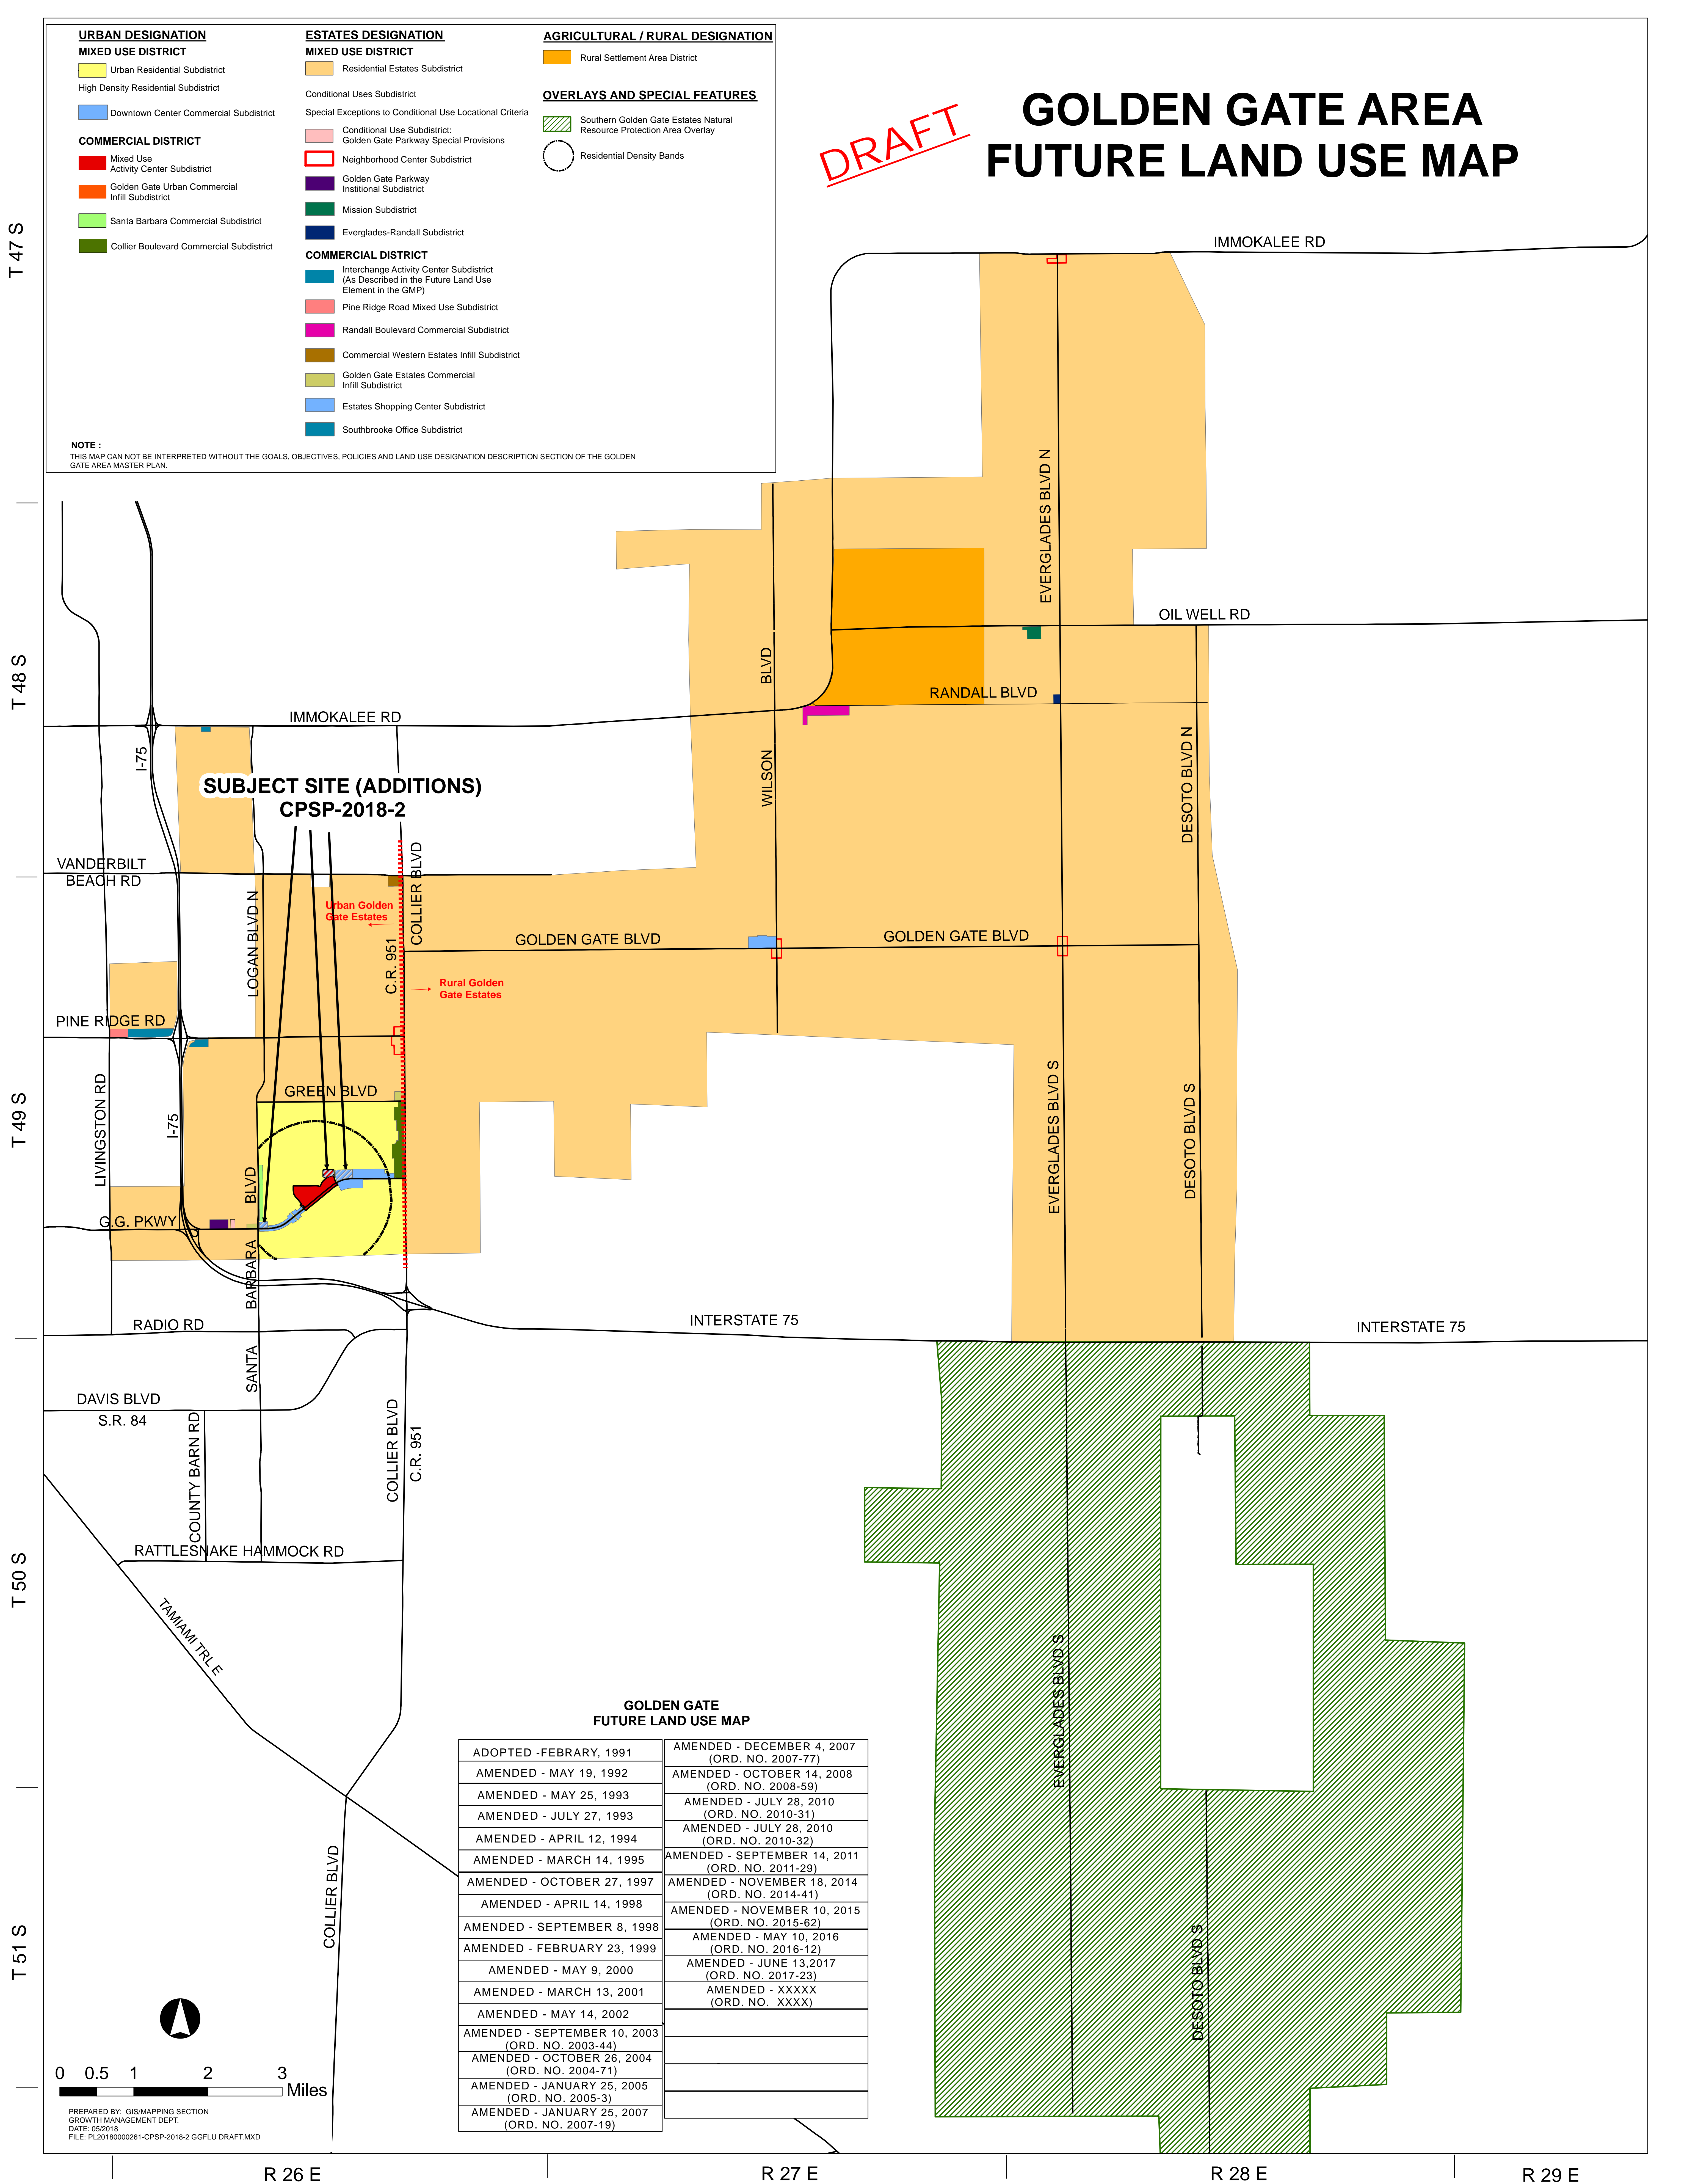 URBAN DESIGNATION
MIXED USE DISTRICT
Urban Residential Subdistrict
High Density Residential Subdistrict
Downtown Center Commercial Subdistrict
COMMERCIAL DISTRICT
Mixed Use
Activity Center Subdistrict
Golden Gate Urban Commercial
Infill Subdistrict
Santa Barbara Commercial Subdistrict
Collier Boulevard Commercial Subdistrict
ESTATES DESIGNATION
MIXED USE DISTRICT
Residential Estates Subdistrict
Conditional Uses Subdistrict
Special Exceptions to Conditional Use Locational Criteria
Conditional Use Subdistrict:
Golden Gate Parkway Special Provisions
Neighborhood Center Subdistrict
Golden Gate Parkway
Institional Subdistrict
Mission Subdistrict
Everglades-Randall Subdistrict
COMMERCIAL DISTRICT
Interchange Activity Center Subdistrict
(As Described in the Future Land Use
Element in the GMP)
Pine Ridge Road Mixed Use Subdistrict
Randall Boulevard Commercial Subdistrict
Commercial Western Estates Infill Subdistrict
Golden Gate Estates Commercial
Infill Subdistrict
Estates Shopping Center Subdistrict
Southbrooke Office Subdistrict
AGRICULTURAL / RURAL DESIGNATION
Rural Settlement Area District
OVERLAYS AND SPECIAL FEATURES
Southern Golden Gate Estates Natural
Resource Protection Area Overlay
Residential Density Bands
NOTE :
THIS MAP CAN NOT BE INTERPRETED WITHOUT THE GOALS, OBJECTIVES, POLICIES AND LAND USE DESIGNATION DESCRIPTION SECTION OF THE GOLDEN
GATE AREA MASTER PLAN.
DRAFT
GOLDEN GATE AREA
FUTURE LAND USE MAP
T 47 S
T 48 S
T 49 S
T 50 S
T 51 S
IMMOKALEE RD
EVERGLADES BLVD N
OIL WELL RD
BLVD
WILSON
RANDALL BLVD
DESOTO BLVD N
IMMOKALEE RD
I-75
SUBJECT SITE (ADDITIONS)
CPSP-2018-2
VANDERBILT
BEACH RD
LOGAN BLVD N
Urban Golden
Gate Estates
COLLIER BLVD
C.R. 951
GOLDEN GATE BLVD
GOLDEN GATE BLVD
Rural Golden
Gate Estates
PINE RIDGE RD
LIVINGSTON RD
I-75
GREEN BLVD
G.G. PKWY
BLVD
BARBARA
SANTA
EVERGLADES BLVD S
DESOTO BLVD S
INTERSTATE 75
INTERSTATE 75
RADIO RD
DAVIS BLVD
S.R. 84
COUNTY BARN RD
COLLIER BLVD
C.R. 951
RATTLESNAKE HAMMOCK RD
TAMIAMI TRL E
COLLIER BLVD
EVERGLADES BLVD S
DESOTO BLVD S
GOLDEN GATE
FUTURE LAND USE MAP
ADOPTED -FEBRARY, 1991
AMENDED - MAY 19, 1992
AMENDED - MAY 25, 1993
AMENDED - JULY 27, 1993
AMENDED - APRIL 12, 1994
AMENDED - MARCH 14, 1995
AMENDED - OCTOBER 27, 1997
AMENDED - APRIL 14, 1998
AMENDED - SEPTEMBER 8, 1998
AMENDED - FEBRUARY 23, 1999
AMENDED - MAY 9, 2000
AMENDED - MARCH 13, 2001
AMENDED - MAY 14, 2002
AMENDED - SEPTEMBER 10, 2003
(ORD. NO. 2003-44)
AMENDED - OCTOBER 26, 2004
(ORD. NO. 2004-71)
AMENDED - JANUARY 25, 2005
(ORD. NO. 2005-3)
AMENDED - JANUARY 25, 2007
(ORD. NO. 2007-19)
AMENDED - DECEMBER 4, 2007
(ORD. NO. 2007-77)
AMENDED - OCTOBER 14, 2008
(ORD. NO. 2008-59)
AMENDED - JULY 28, 2010
(ORD. NO. 2010-31)
AMENDED - JULY 28, 2010
(ORD. NO. 2010-32)
AMENDED - SEPTEMBER 14, 2011
(ORD. NO. 2011-29)
AMENDED - NOVEMBER 18, 2014
(ORD. NO. 2014-41)
AMENDED - NOVEMBER 10, 2015
(ORD. NO. 2015-62)
AMENDED - MAY 10, 2016
(ORD. NO. 2016-12)
AMENDED - JUNE 13,2017
(ORD. NO. 2017-23)
AMENDED - XXXXX
(ORD. NO. XXXX)
0 0.5 1 2 3 Miles
PREPARED BY: GIS/MAPPING SECTION
GROWTH MANAGEMENT DEPT.
DATE: 05/2018
FILE: PL20180000261-CPSP-2018-2 GGFLU DRAFT.MXD
R 26 E
R 27 E
R 28 E
R 29 E